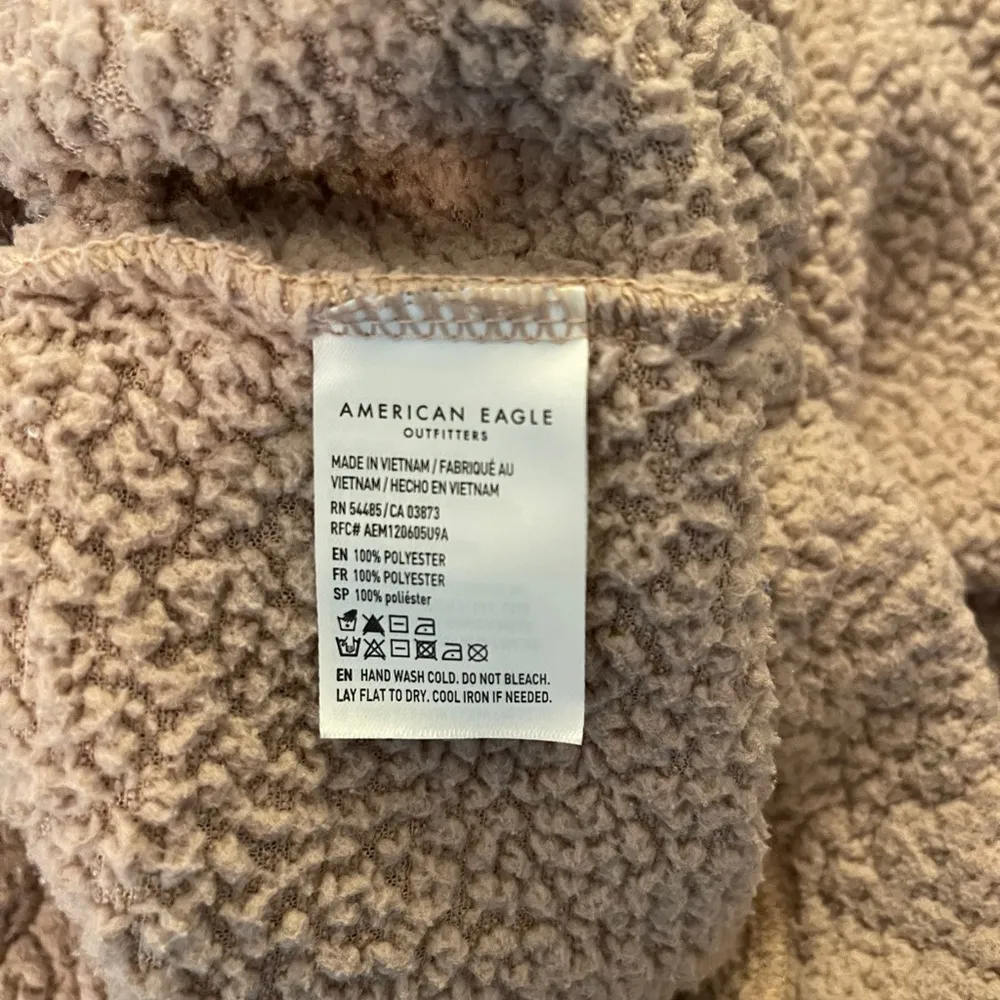 AMERICAN EAGLE
OUTFITTERS
MADE IN VIETNAM / FABRIQUÉ AU
VIETNAM / HECHO EN VIETNAM
RN 54485 / CA 03873
RFC# AEM120605U9A
EN 100% POLYESTER
FR 100% POLYESTER
SP 100% poliéster
EN HAND WASH COLD. DO NOT BLEACH.
LAY FLAT TO DRY. COOL IRON IF NEEDED.